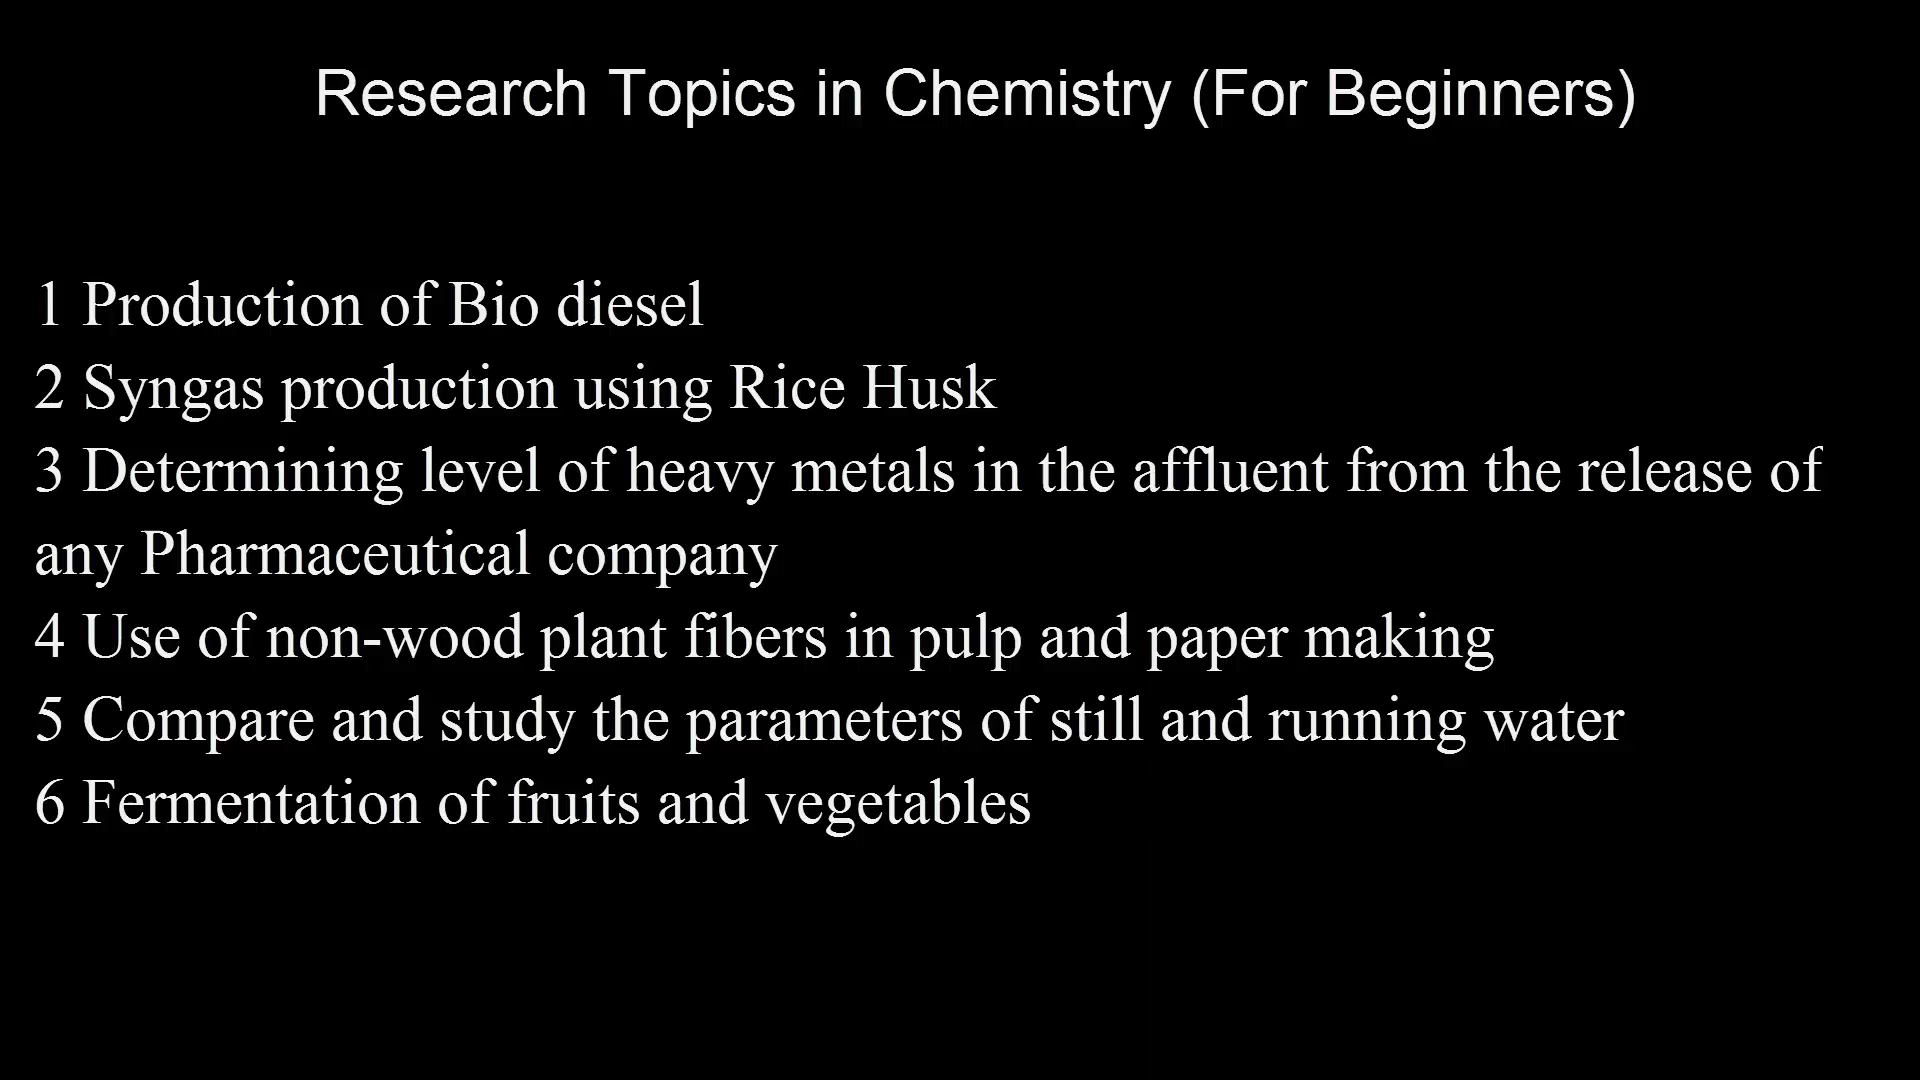 Research Topics in Chemistry (For Beginners)
1 Production of Bio diesel
2 Syngas production using Rice Husk
3 Determining level of heavy metals in the affluent from the release of
any Pharmaceutical company
4 Use of non-wood plant fibers in pulp and paper making
5 Compare and study the parameters of still and running water
6 Fermentation of fruits and vegetables